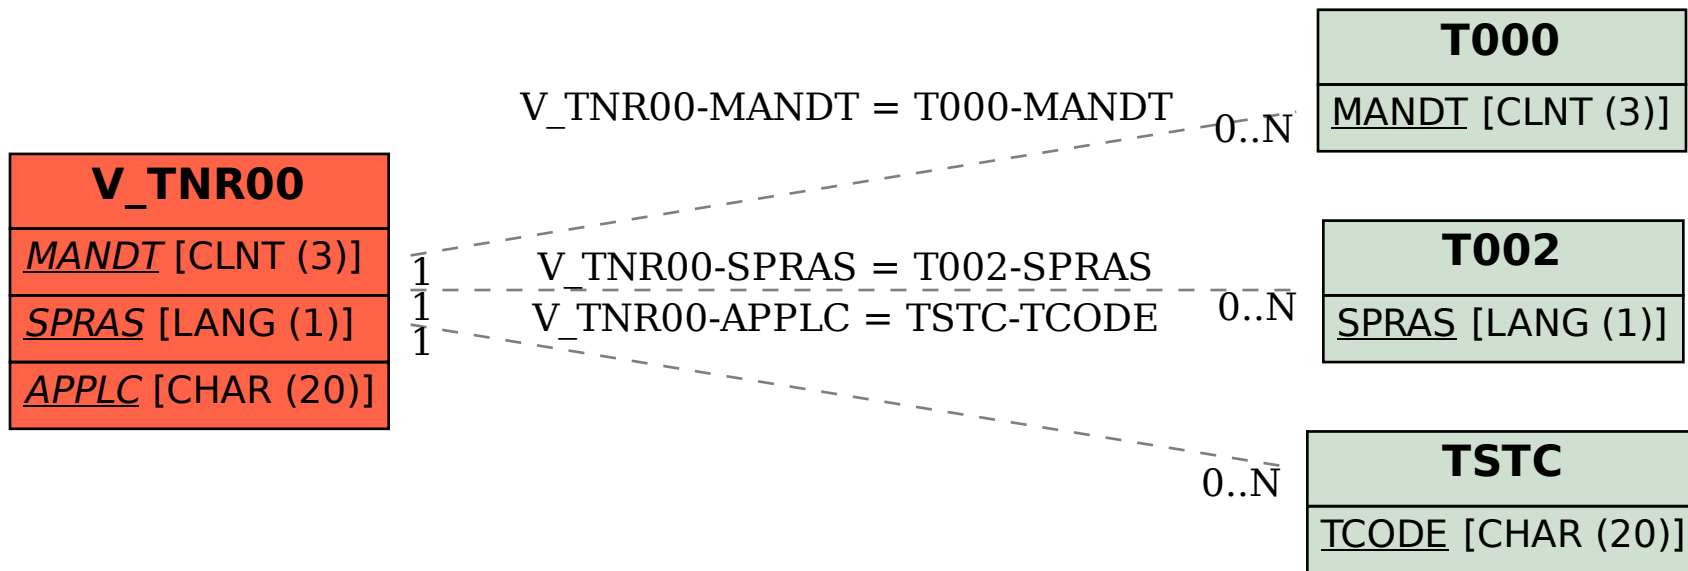 V_TNR00
MANDT [CLNT (3)]
SPRAS [LANG (1)]
APPLC [CHAR (20)]
V_TNR00-MANDT = T000-MANDT
0..N
1
V_TNR00-SPRAS = T002-SPRAS
1
0..N
V_TNR00-APPLC = TSTC-TCODE
1
0..N
T000
MANDT [CLNT (3)]
T002
SPRAS [LANG (1)]
TSTC
TCODE [CHAR (20)]